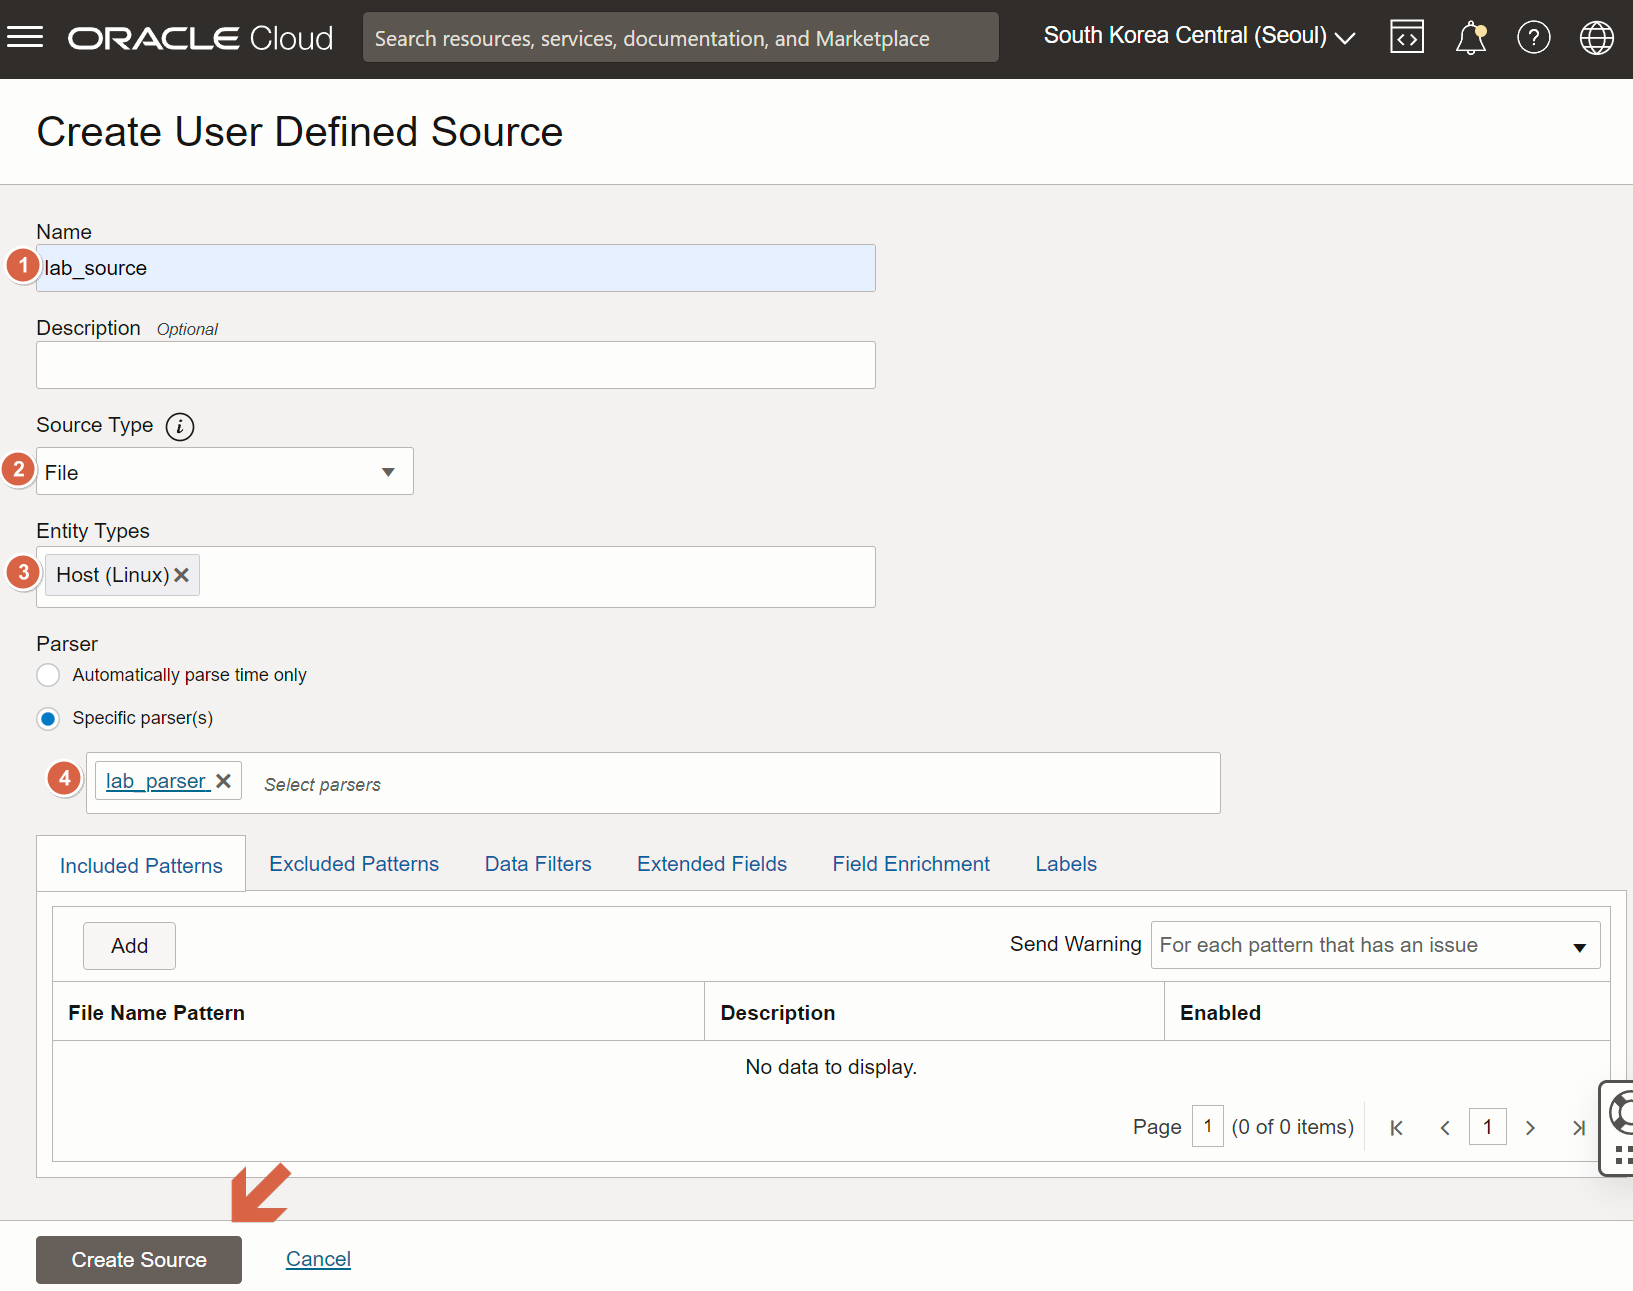 ORACLE Cloud
Search resources, services, documentation, and Marketplace
South Korea Central (Seoul)
Create User Defined Source
Name
1
lab_source
Description Optional
Source Type i
2
File
Entity Types
3
Host (Linux)
Parser
Automatically parse time only
Specific parser(s)
4
lab_parser
Select parsers
Included Patterns Excluded Patterns Data Filters Extended Fields Field Enrichment Labels
Add
Send Warning For each pattern that has an issue
File Name Pattern Description Enabled
No data to display.
Page 1 (0 of 0 items) 1
Create Source Cancel